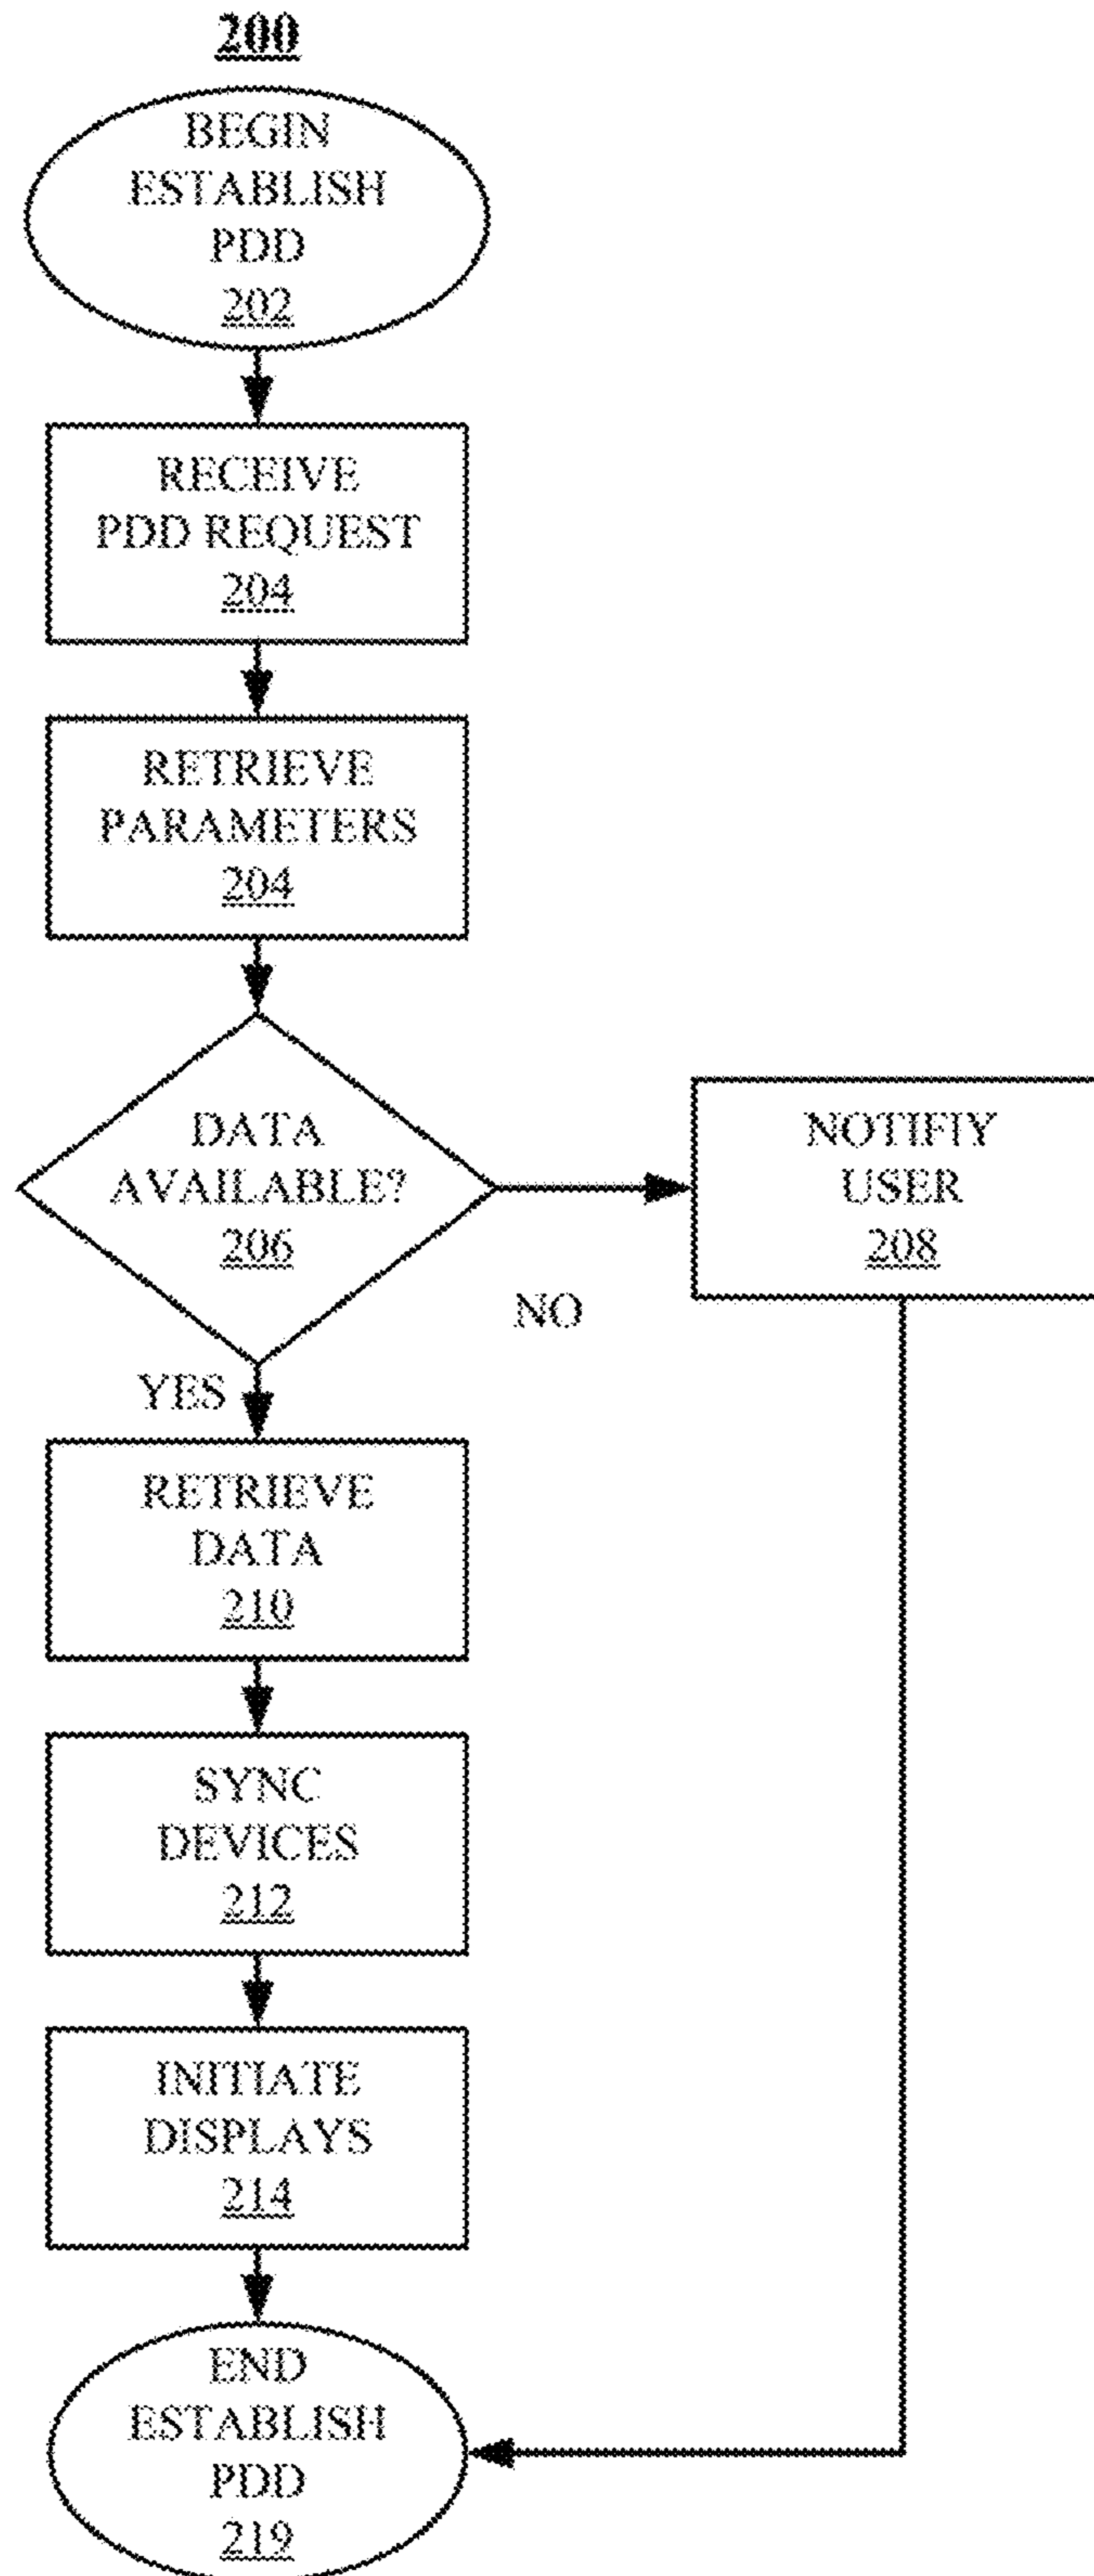 200
BEGIN
ESTABLISH
PDD
202
RECEIVE
PDD REQUEST
204
RETRIEVE
PARAMETERS
204
DATA
AVAILABLE?
206
NOTIFIY
USER
208
NO
YES
RETRIEVE
DATA
210
SYNC
DEVICES
212
INITIATE
DISPLAYS
214
END
ESTABLISH
PDD
219